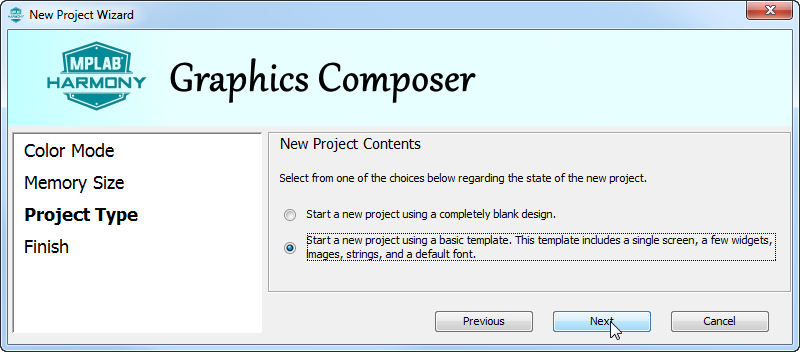 New Project Wizard
MPLAB®
HARMONY
Graphics Composer
Color Mode
Memory Size
Project Type
Finish
New Project Contents
Select from one of the choices below regarding the state of the new project.
Start a new project using a completely blank design.
Start a new project using a basic template. This template includes a single screen, a few widgets,
images, strings, and a default font.
Previous
Next
Cancel